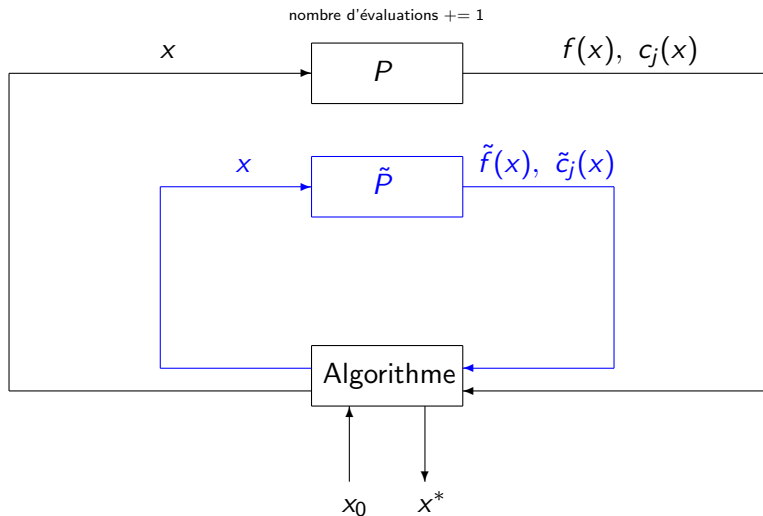 nombre d'évaluations += 1
x
P
f(x), c_j(x)
x
P̃
f̃(x), c̃_j(x)
Algorithme
x_0
x*